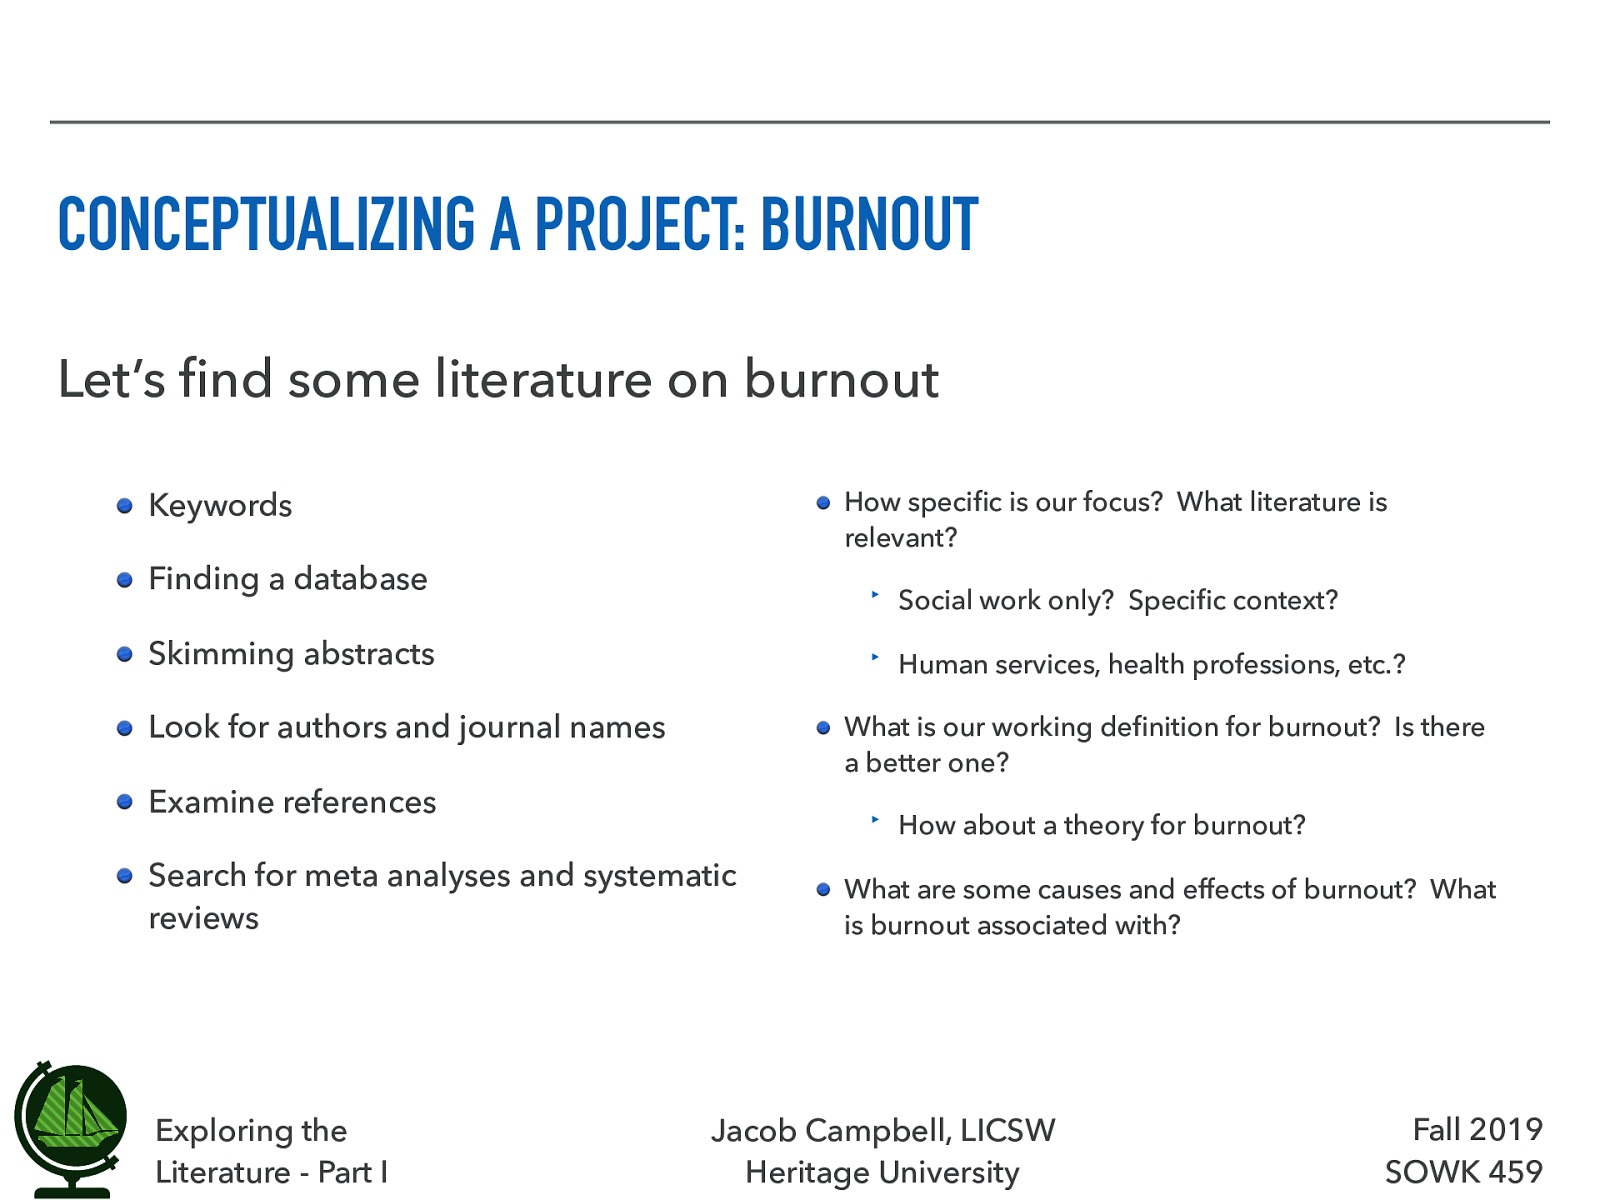 CONCEPTUALIZING A PROJECT: BURNOUT
Let’s find some literature on burnout
Keywords
Finding a database
Skimming abstracts
Look for authors and journal names
Examine references
Search for meta analyses and systematic
reviews
How specific is our focus?  What literature is
relevant?
Social work only?  Specific context?
Human services, health professions, etc.?
What is our working definition for burnout?  Is there
a better one?
How about a theory for burnout?
What are some causes and effects of burnout?  What
is burnout associated with?
Exploring the
Literature - Part I
Jacob Campbell, LICSW
Heritage University
Fall 2019
SOWK 459